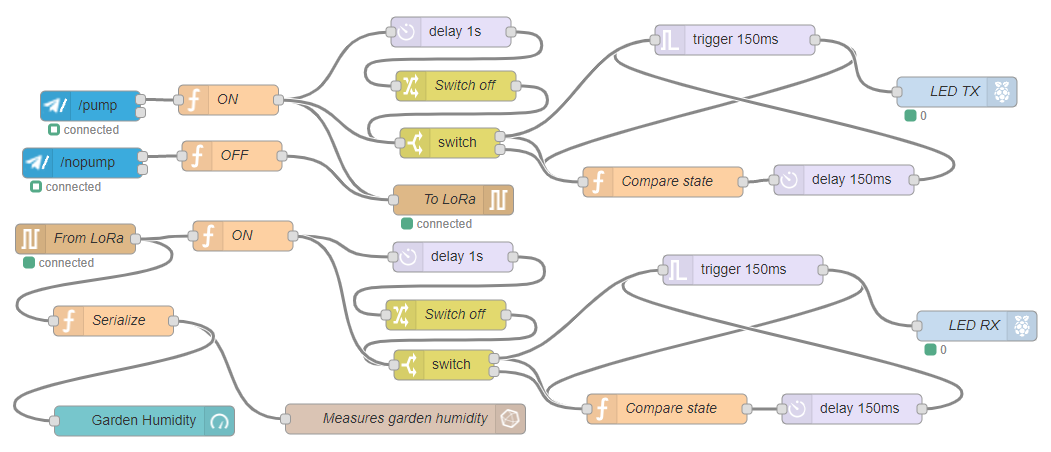 delay 1s
trigger 150ms
Switch off
/pump
ON
LED TX
connected
0
switch
/nopump
OFF
connected
Compare state
delay 150ms
To LoRa
connected
From LoRa
ON
connected
delay 1s
trigger 150ms
Serialize
Switch off
LED RX
0
switch
Garden Humidity
Measures garden humidity
Compare state
delay 150ms